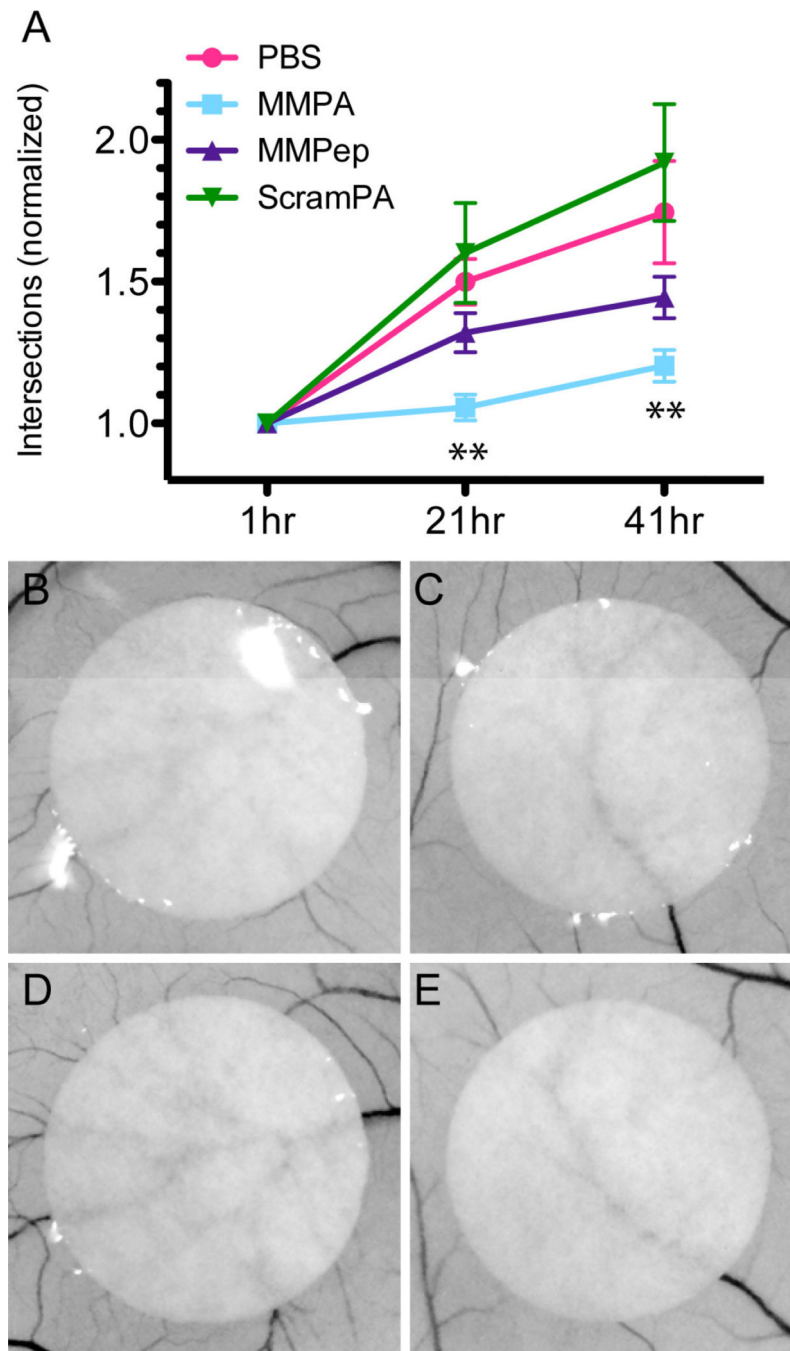 A
PBS
MMPA
MMPep
ScramPA
Intersections (normalized)
2.0
1.5
1.0
**
**
1hr
21hr
41hr
B
C
D
E